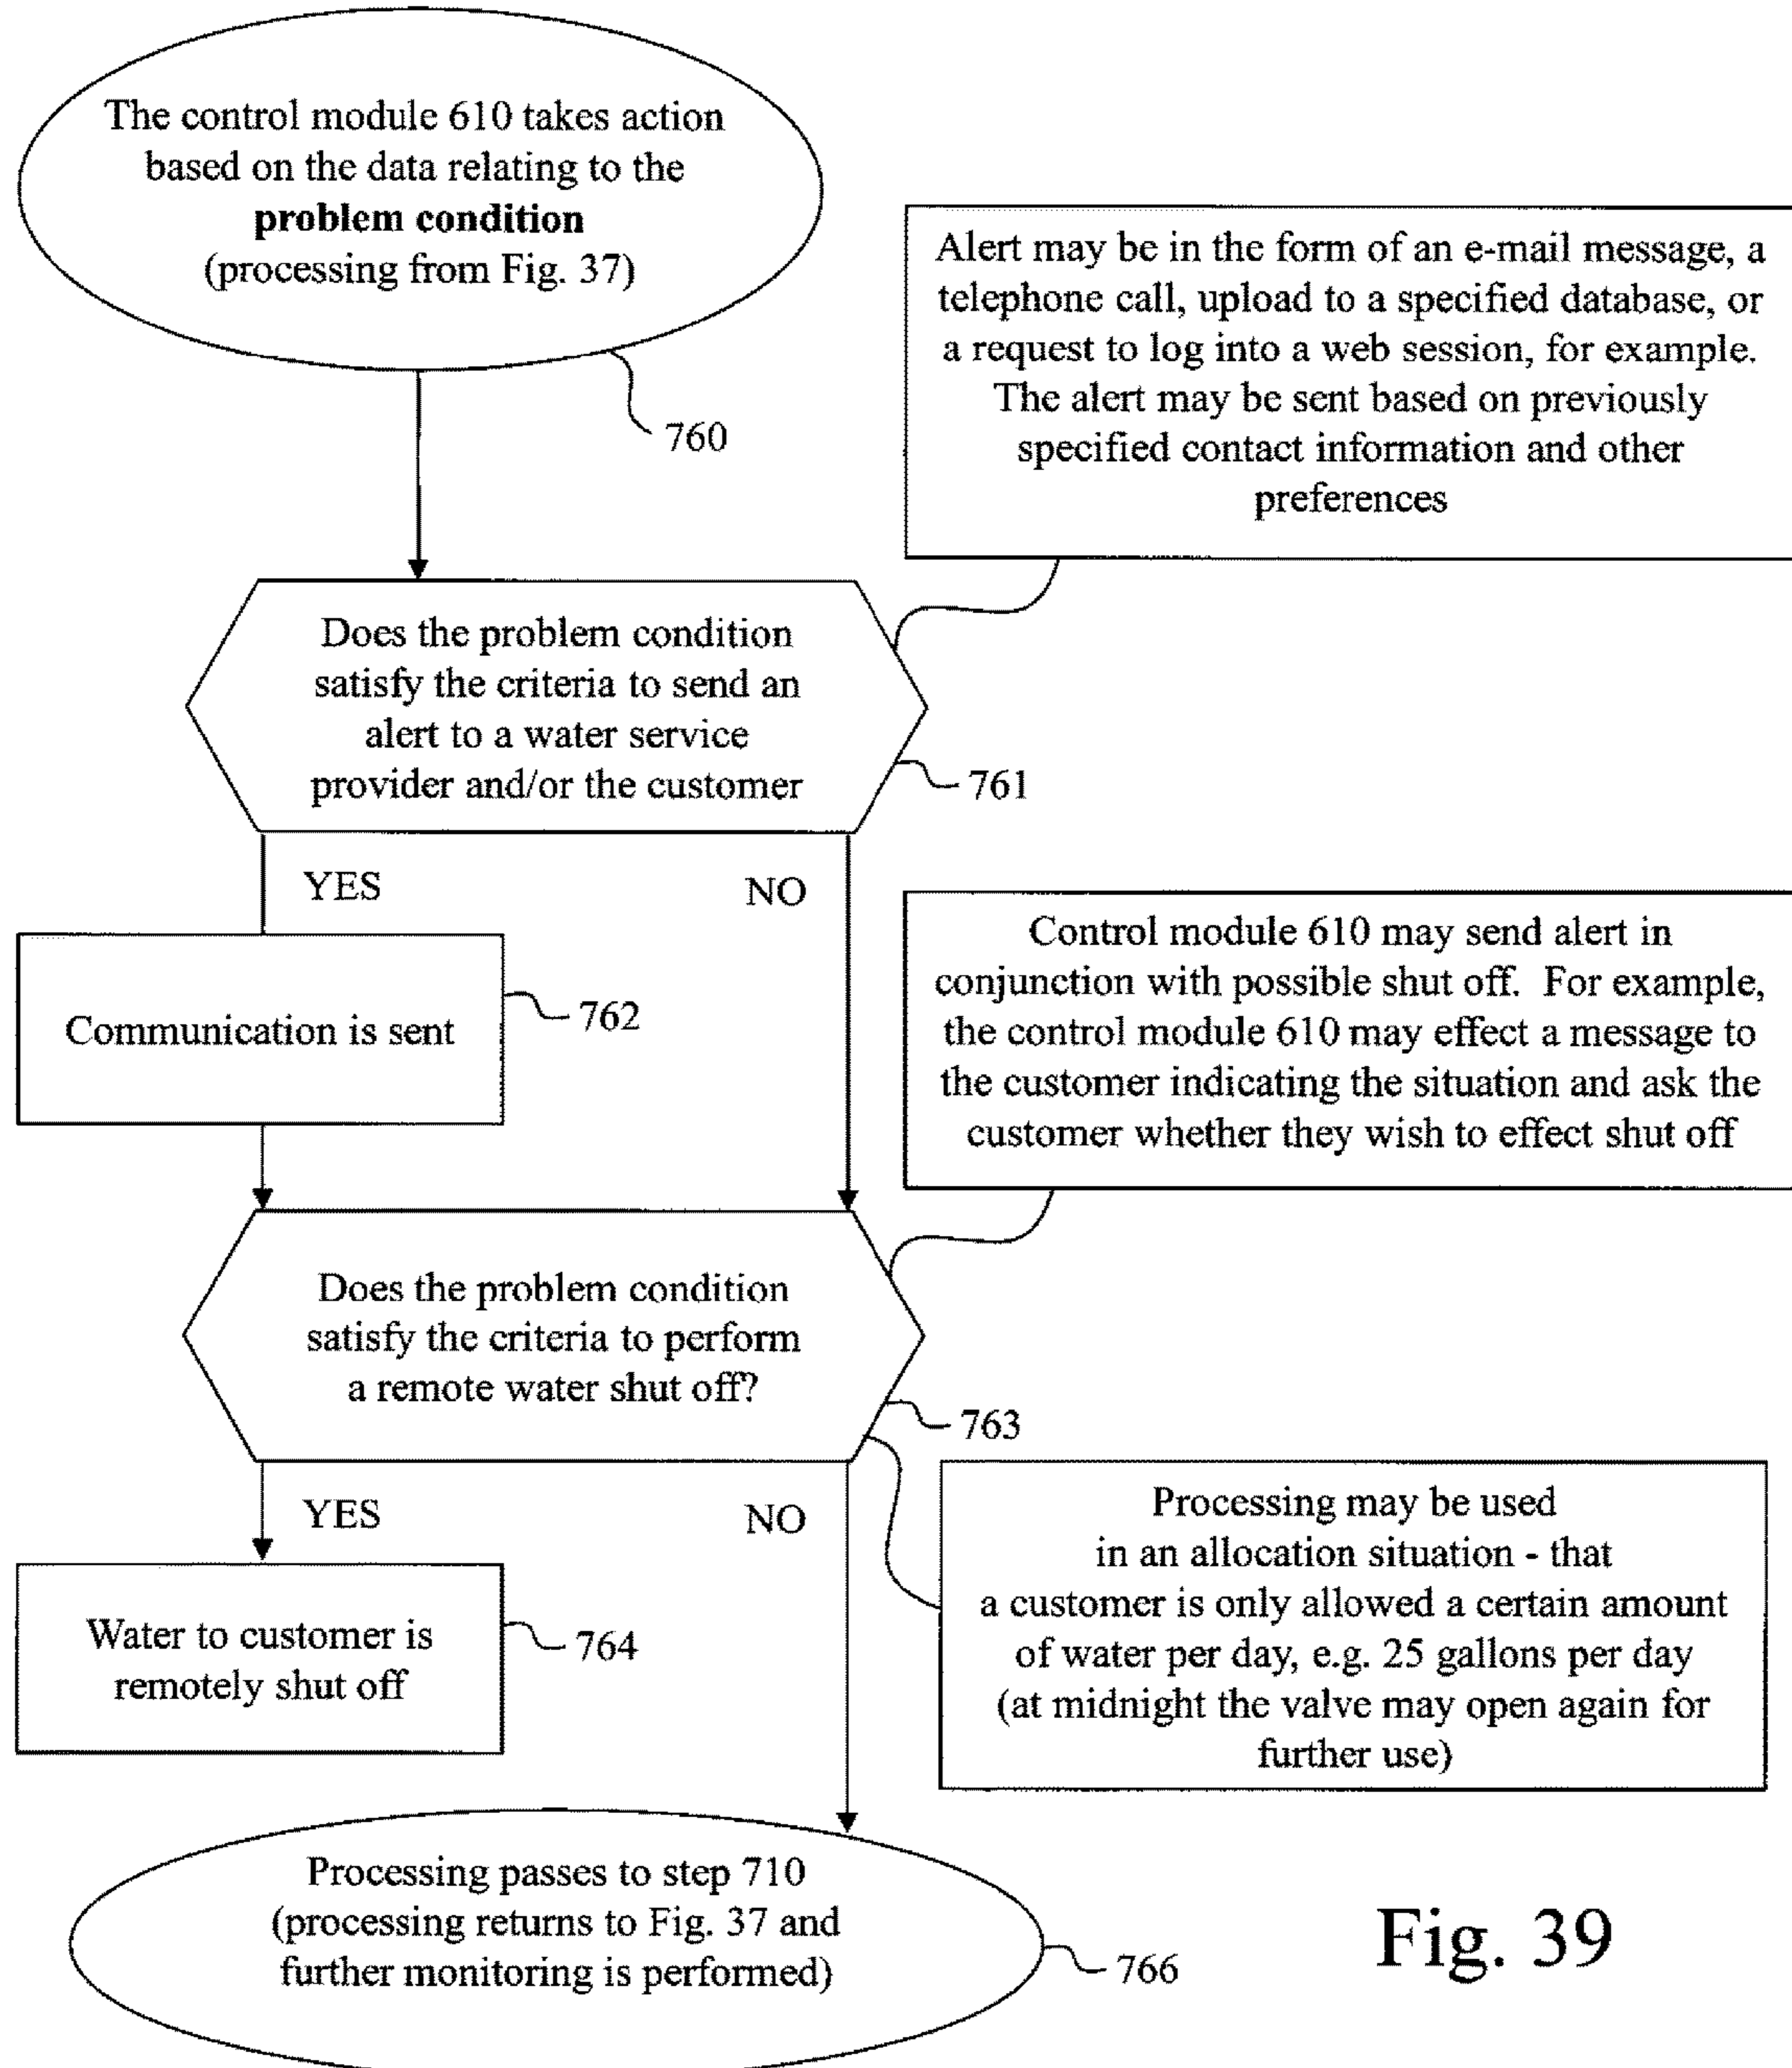 The control module 610 takes action
based on the data relating to the
problem condition
(processing from Fig. 37)
760
Alert may be in the form of an e-mail message, a
telephone call, upload to a specified database, or
a request to log into a web session, for example.
The alert may be sent based on previously
specified contact information and other
preferences
Does the problem condition
satisfy the criteria to send an
alert to a water service
provider and/or the customer
761
YES
NO
Communication is sent
762
Control module 610 may send alert in
conjunction with possible shut off.  For example,
the control module 610 may effect a message to
the customer indicating the situation and ask the
customer whether they wish to effect shut off
Does the problem condition
satisfy the criteria to perform
a remote water shut off?
763
YES
NO
Water to customer is
remotely shut off
764
Processing may be used
in an allocation situation - that
a customer is only allowed a certain amount
of water per day, e.g. 25 gallons per day
(at midnight the valve may open again for
further use)
Processing passes to step 710
(processing returns to Fig. 37 and
further monitoring is performed)
766
Fig. 39